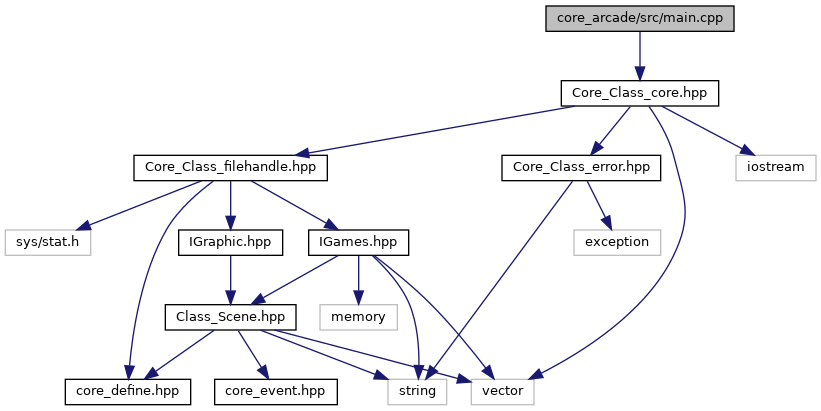 core_arcade/src/main.cpp
Core_Class_core.hpp
Core_Class_filehandle.hpp
Core_Class_error.hpp
iostream
sys/stat.h
IGraphic.hpp
IGames.hpp
exception
Class_Scene.hpp
memory
core_define.hpp
core_event.hpp
string
vector